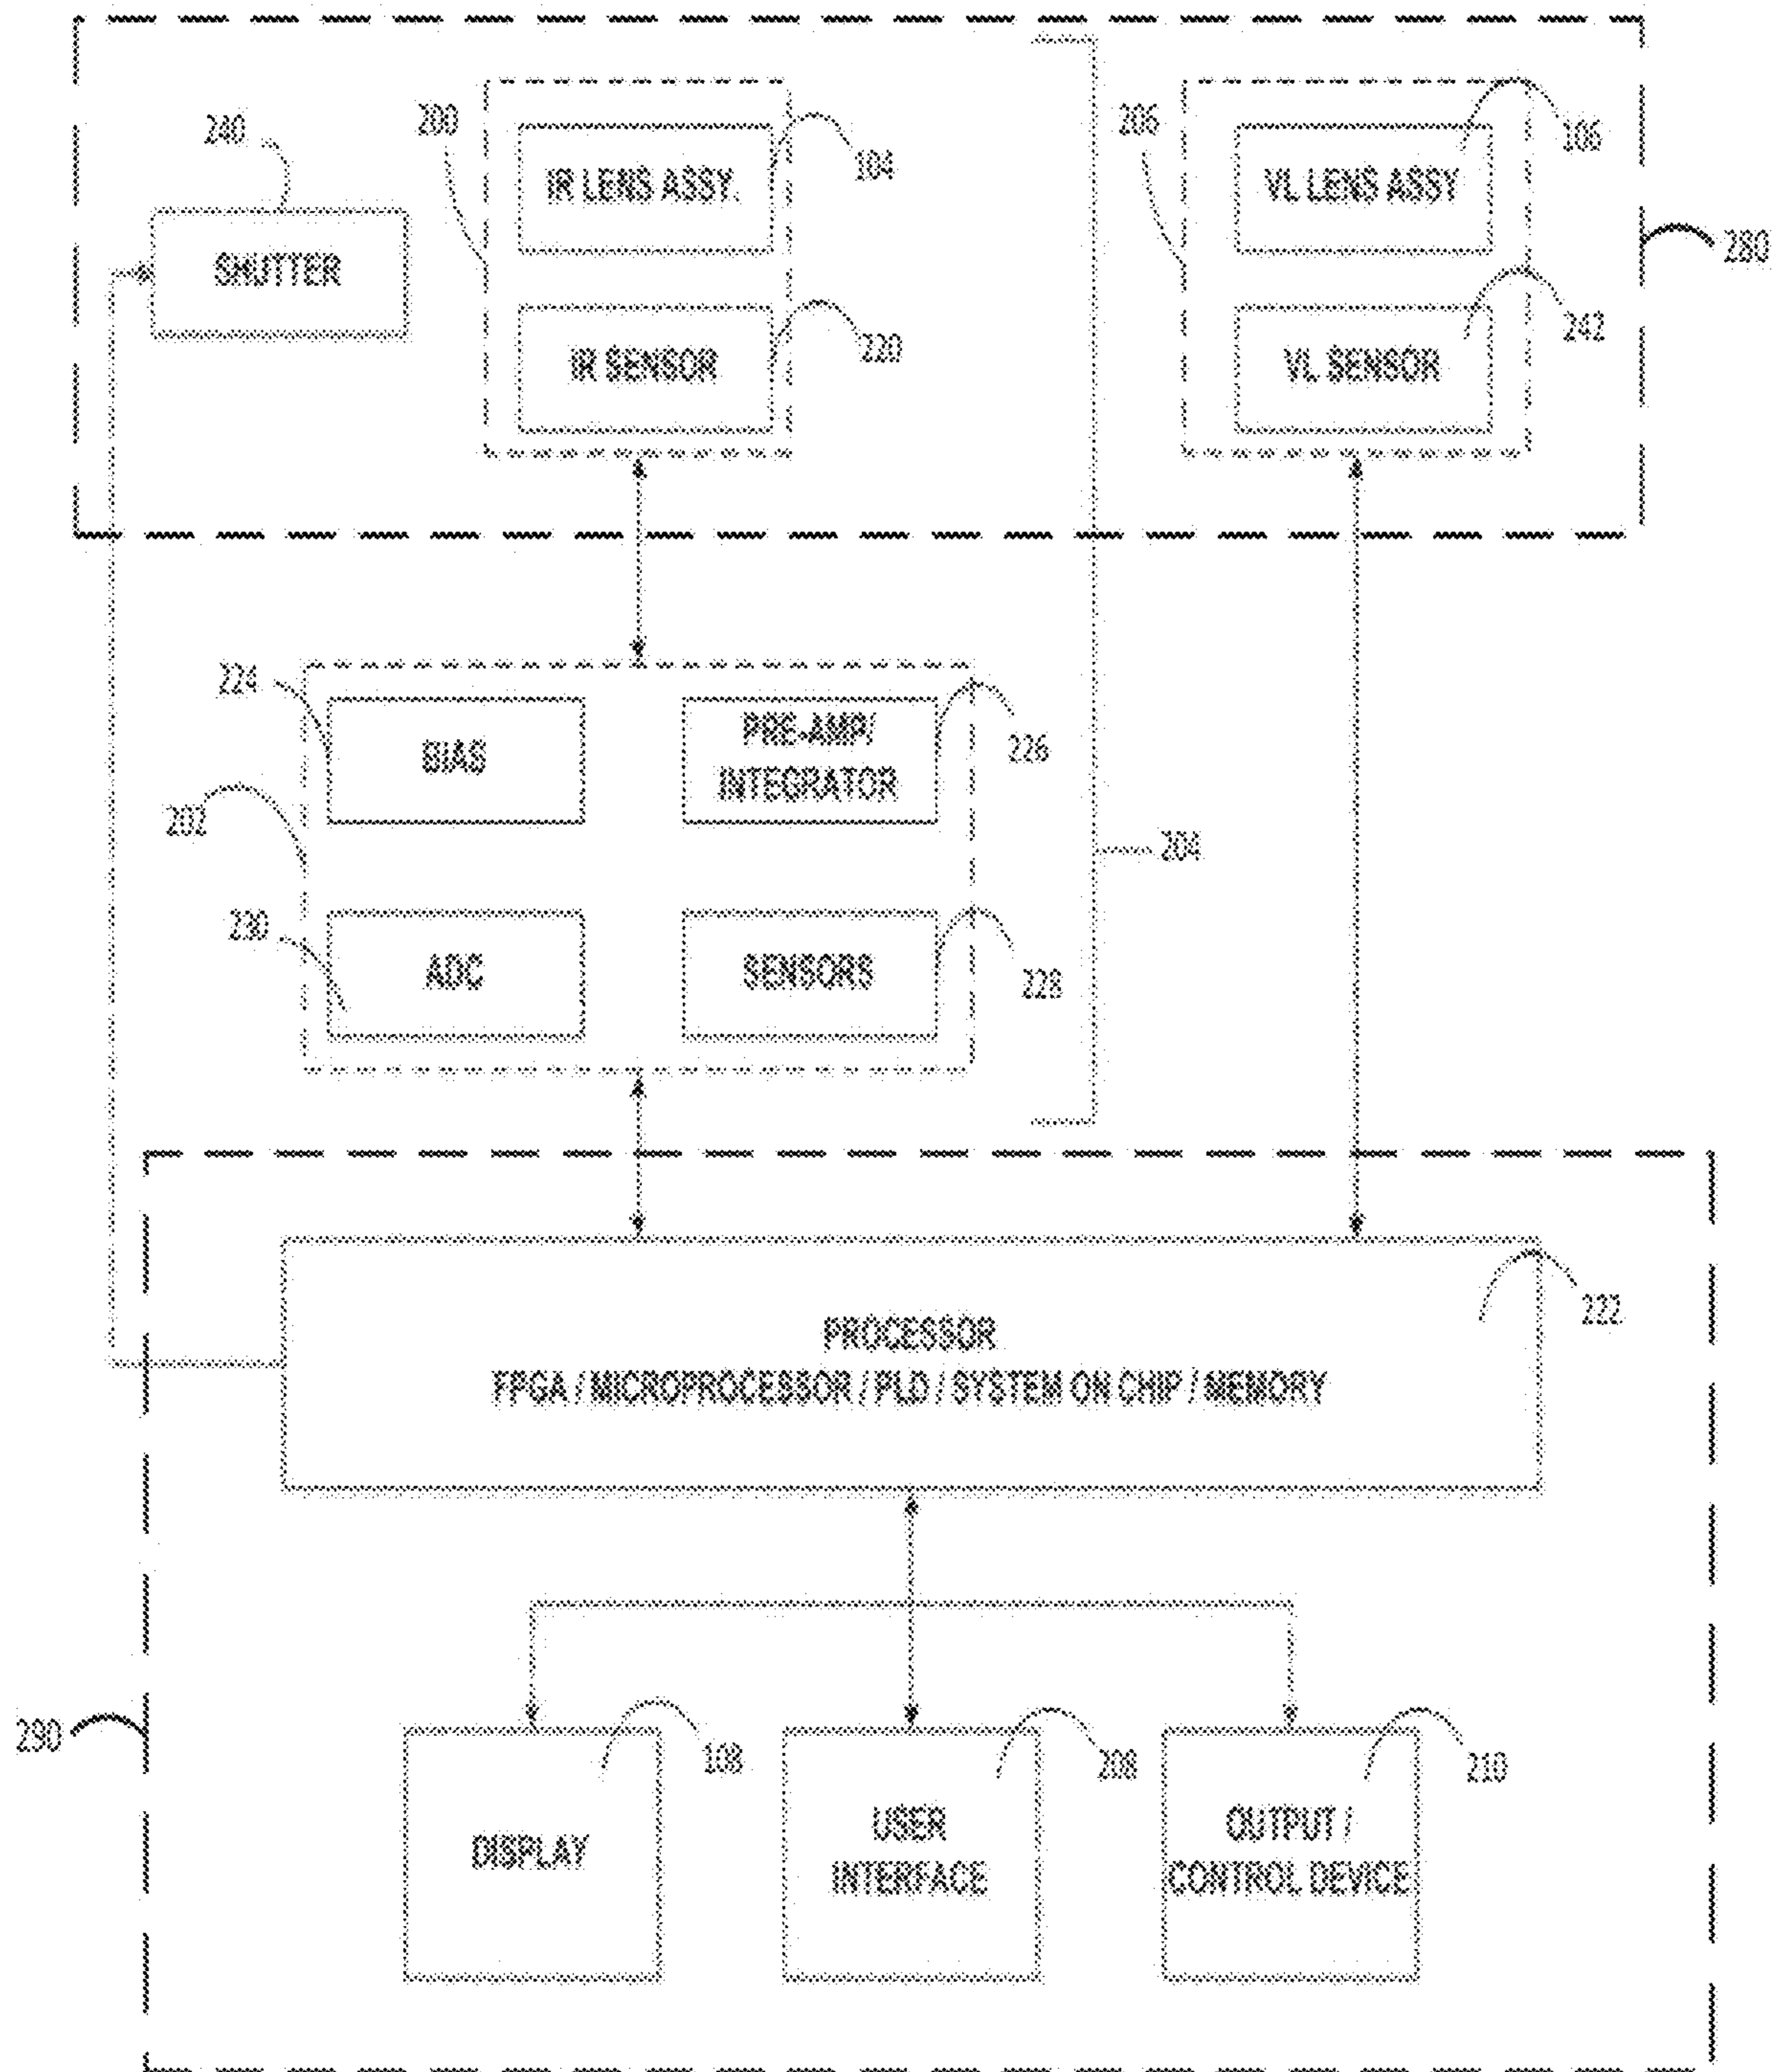 240
200
IR LENS ASSY.
104
206
VL LENS ASSY
106
SHUTTER
280
IR SENSOR
220
VL SENSOR
242
224
BIAS
PRE-AMP/
INTEGRATOR
226
202
204
230
ADC
SENSORS
228
PROCESSOR
FPGA / MICROPROCESSOR / PLD / SYSTEM ON CHIP / MEMORY
222
290
DISPLAY
108
USER
INTERFACE
208
OUTPUT /
CONTROL DEVICE
210